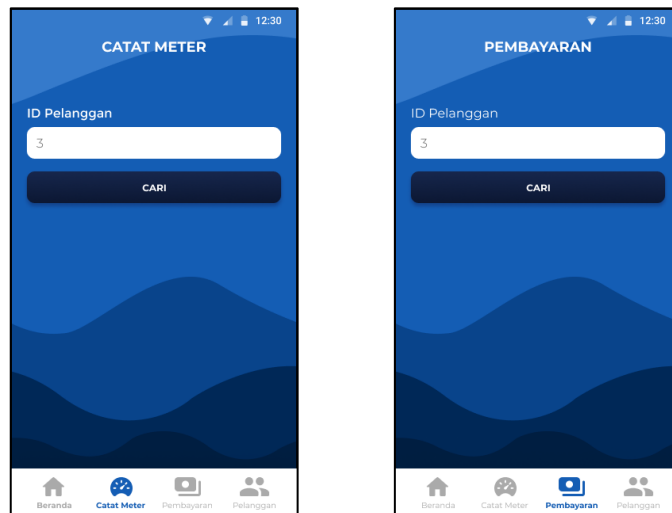 12:30
CATAT METER
ID Pelanggan
3
CARI
Beranda
Catat Meter
Pembayaran
Pelanggan
12:30
PEMBAYARAN
ID Pelanggan
3
CARI
Beranda
Catat Meter
Pembayaran
Pelanggan